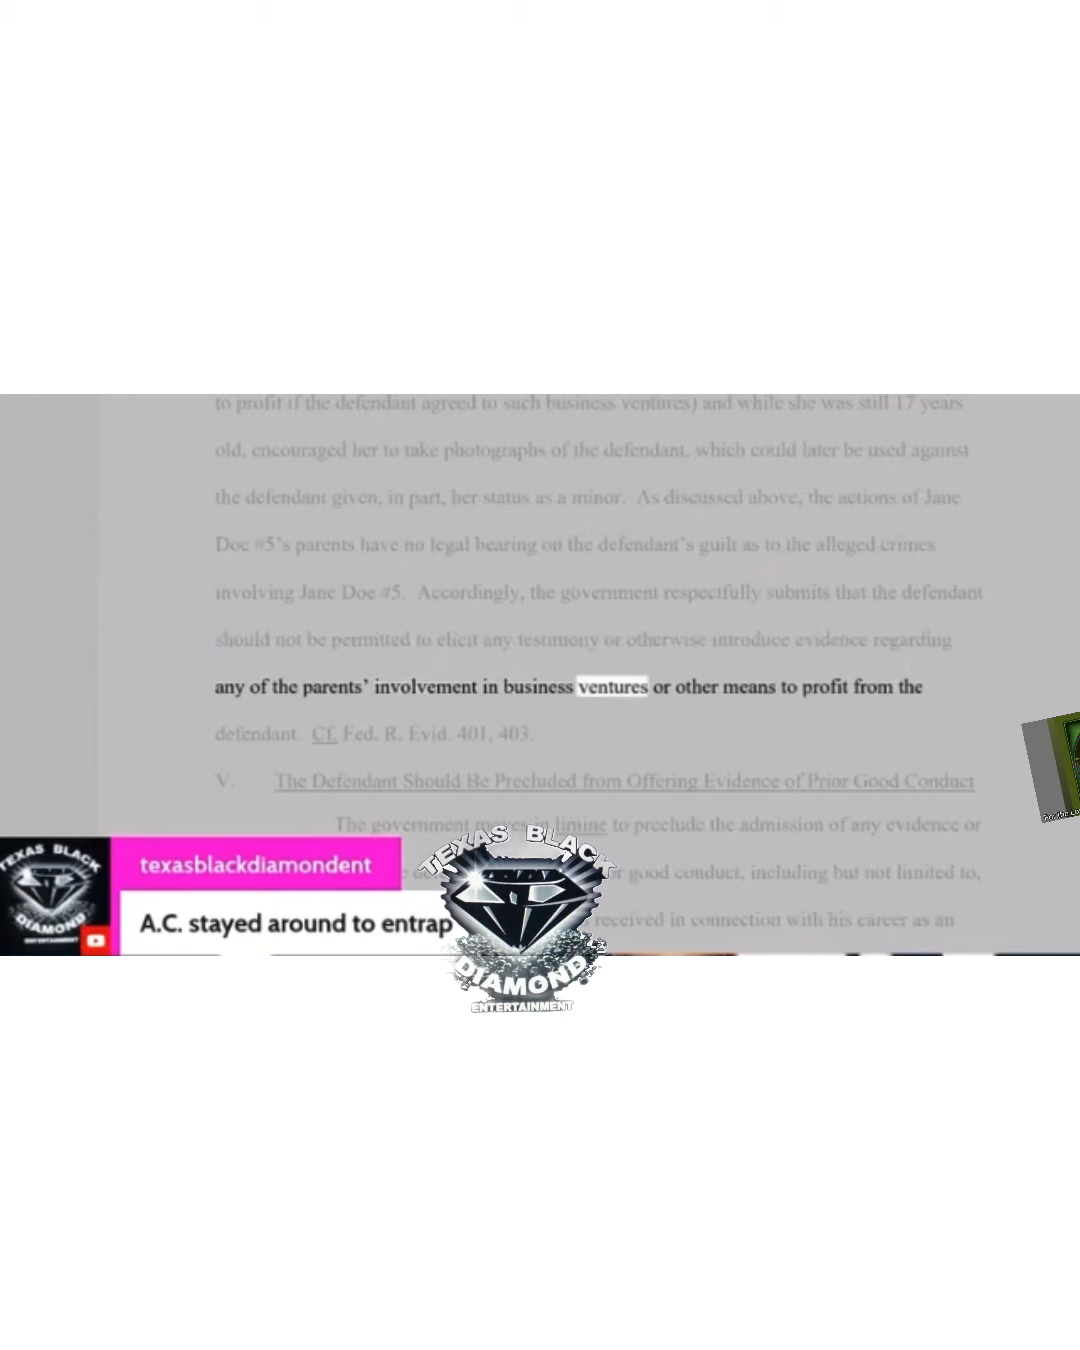 to profit if the defendant agreed to such business ventures) and while she was still 17 years
old, encouraged her to take photographs of the defendant, which could later be used against
the defendant given, in part, her status as a minor. As discussed above, the actions of Jane
Doe #5's parents have no legal bearing on the defendant's guilt as to the alleged crimes
involving Jane Doe #5. Accordingly, the government respectfully submits that the defendant
should not be permitted to elicit any testimony or otherwise introduce evidence regarding
any of the parents' involvement in business ventures or other means to profit from the
defendant. Cf. Fed. R. Evid. 401, 403.
V. The Defendant Should Be Precluded from Offering Evidence of Prior Good Conduct
The government moves in limine to preclude the admission of any evidence or
good conduct, including but not limited to,
received in connection with his career as an
TEXAS BLACK
DIAMOND
ENTERTAINMENT
texasblackdiamondent
A.C. stayed around to entrap
TEXAS BLACK
DIAMOND
ENTERTAINMENT